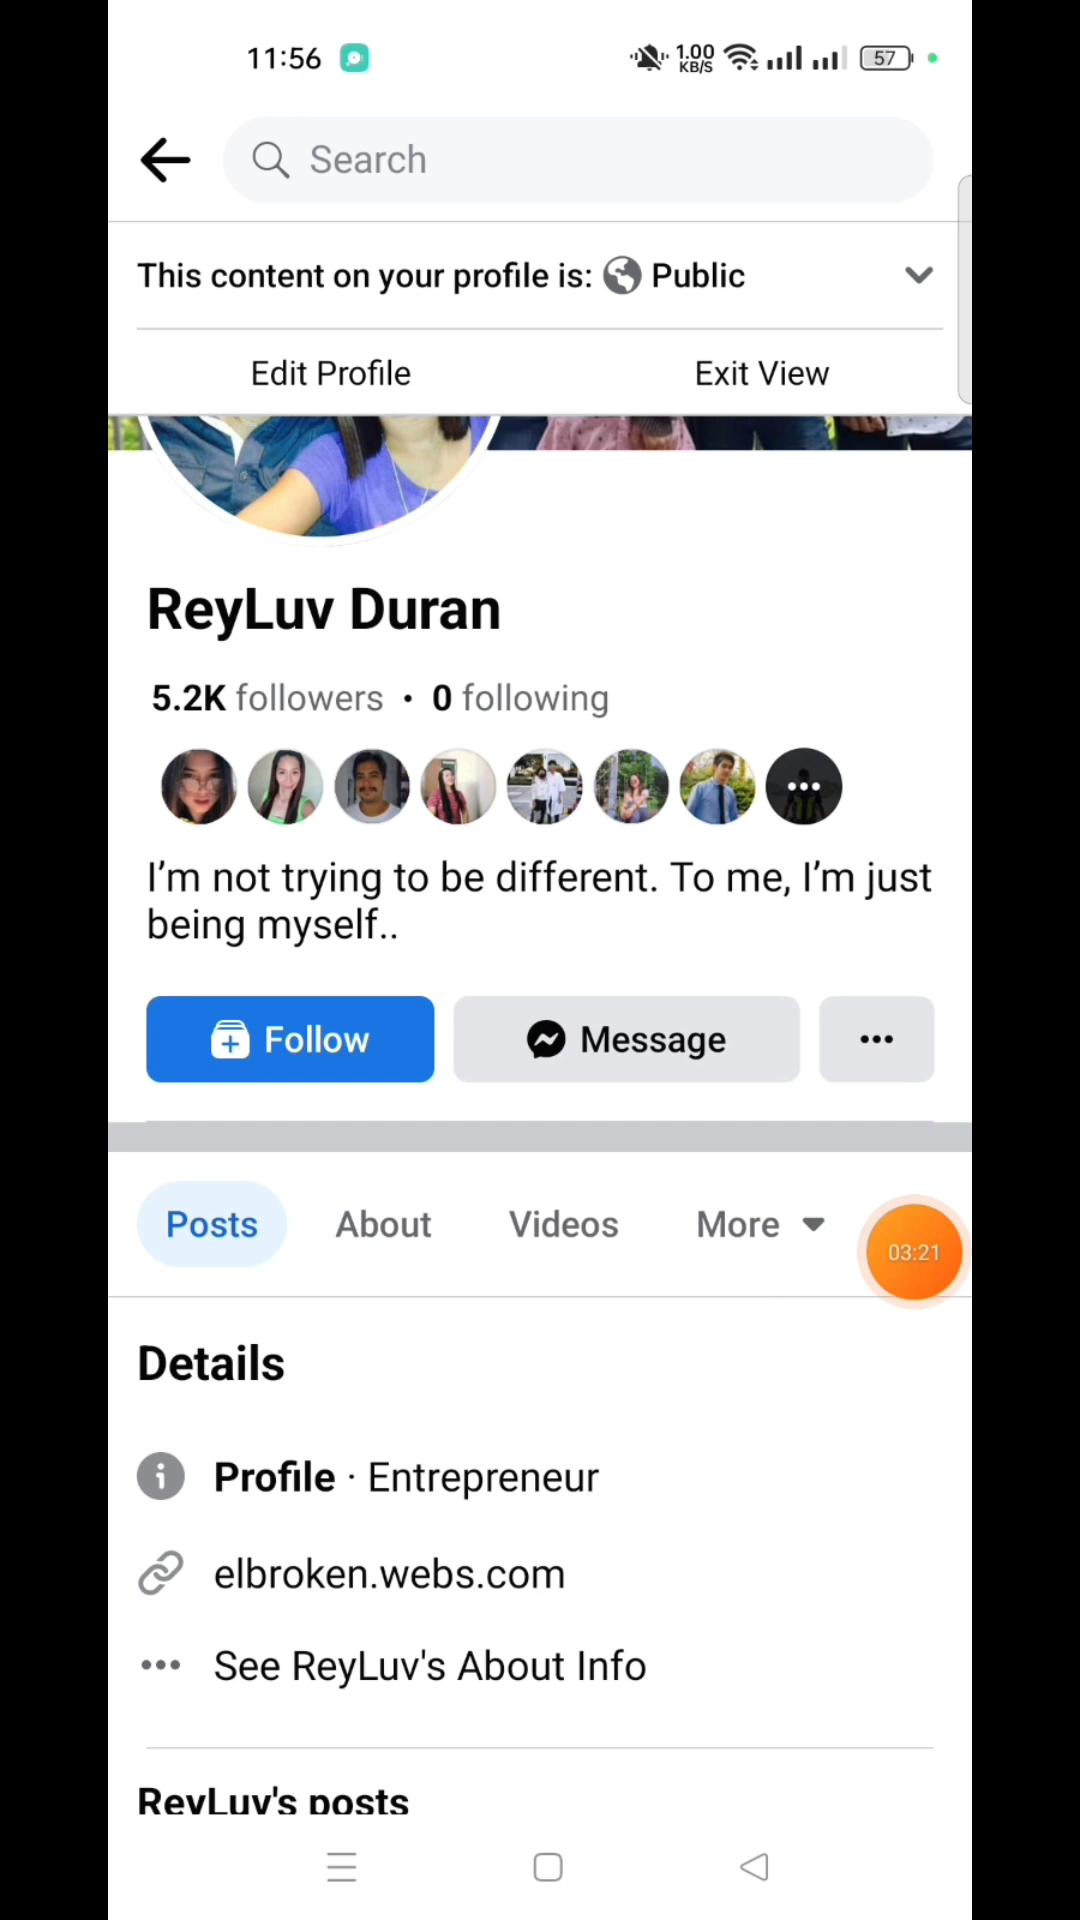 11:56
1.00
KB/S
57
Search
This content on your profile is: Public
Edit Profile Exit View
ReyLuv Duran
5.2K followers • 0 following
I’m not trying to be different. To me, I’m just
being myself..
Follow Message
Posts About Videos More
03:21
Details
Profile · Entrepreneur
elbroken.webs.com
See ReyLuv's About Info
ReyLuv's posts